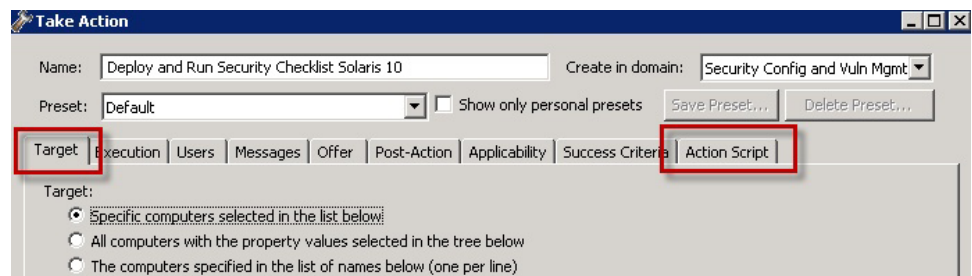 Take Action
Name: Deploy and Run Security Checklist Solaris 10 Create in domain: Security Config and Vuln Mgmt
Preset: Default Show only personal presets Save Preset... Delete Preset...
Target Execution Users Messages Offer Post-Action Applicability Success Criteria Action Script
Target:
Specific computers selected in the list below
All computers with the property values selected in the tree below
The computers specified in the list of names below (one per line)